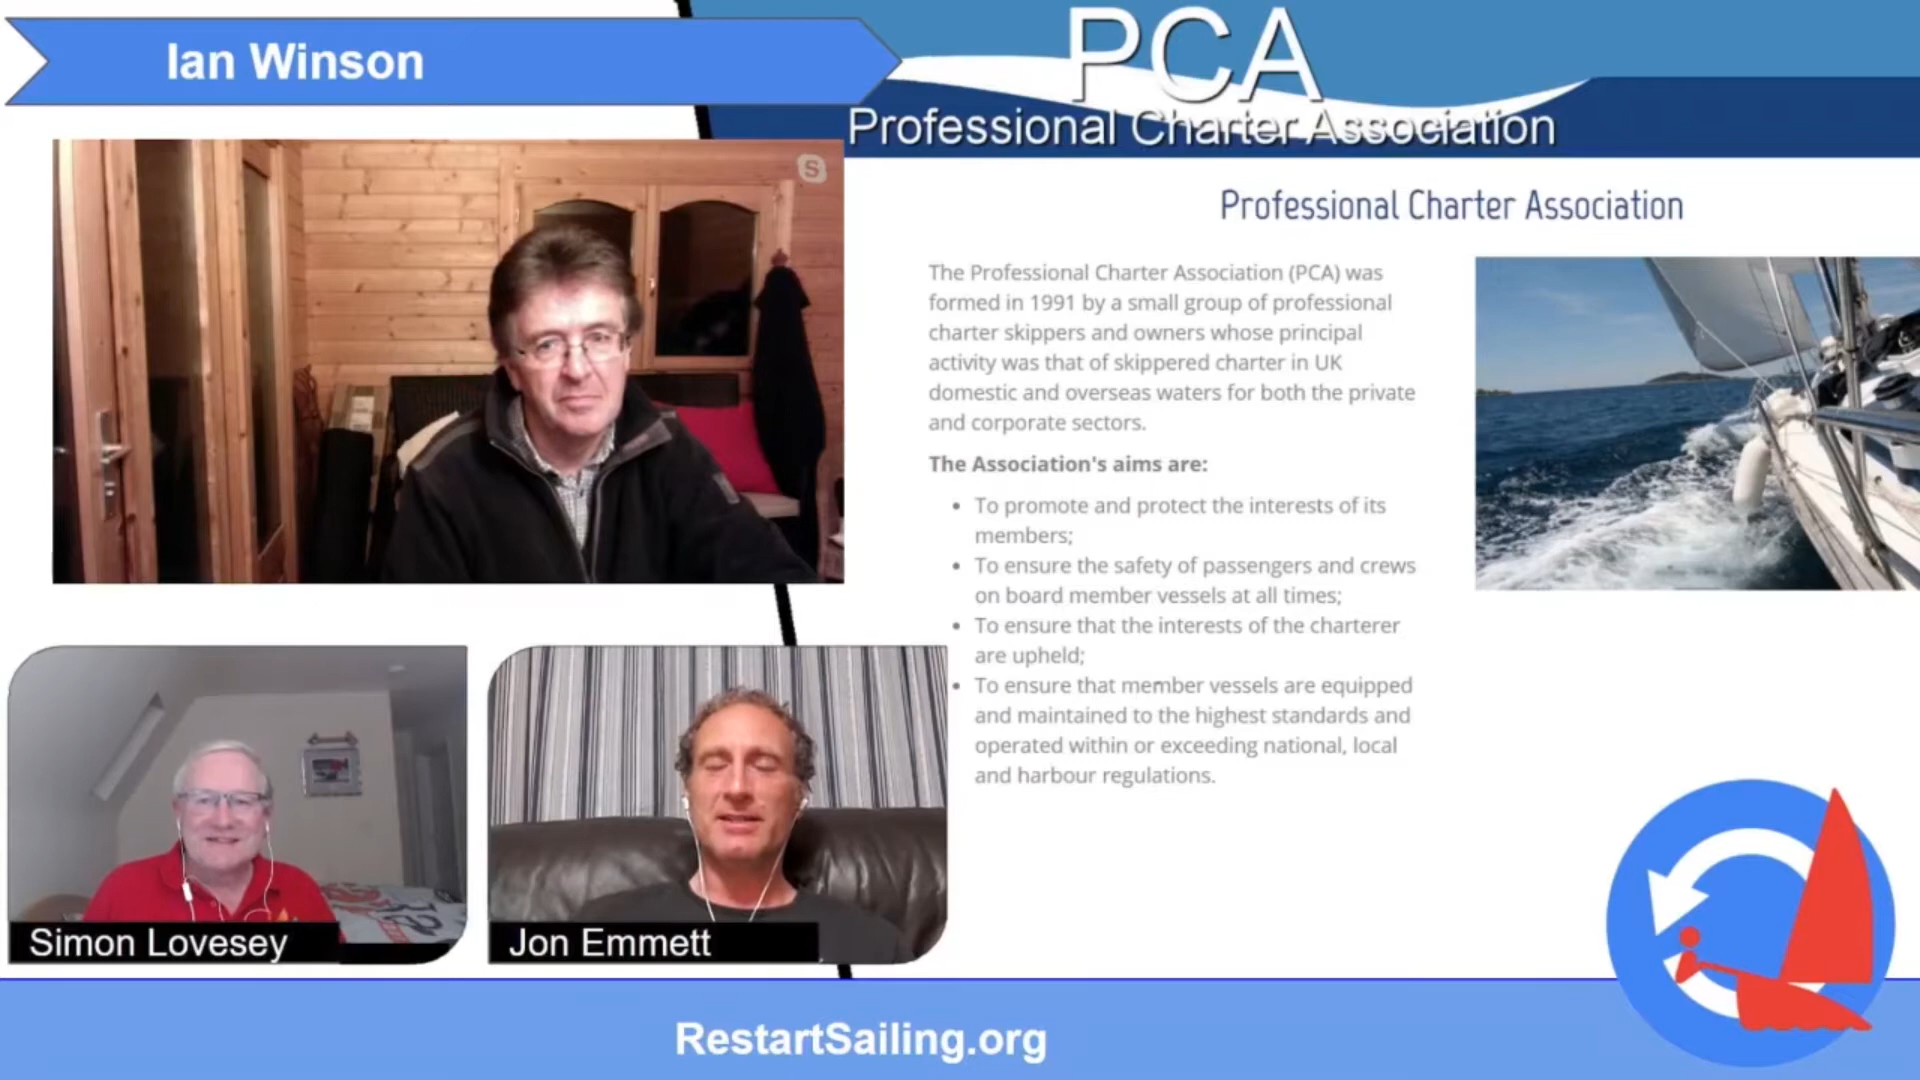 Ian Winson
PCA
Professional Charter Association
S
Professional Charter Association
The Professional Charter Association (PCA) was
formed in 1991 by a small group of professional
charter skippers and owners whose principal
activity was that of skippered charter in UK
domestic and overseas waters for both the private
and corporate sectors.
The Association's aims are:
• To promote and protect the interests of its
members;
• To ensure the safety of passengers and crews
on board member vessels at all times;
• To ensure that the interests of the charterer
are upheld;
• To ensure that member vessels are equipped
and maintained to the highest standards and
operated within or exceeding national, local
and harbour regulations.
Simon Lovesey
Jon Emmett
RestartSailing.org